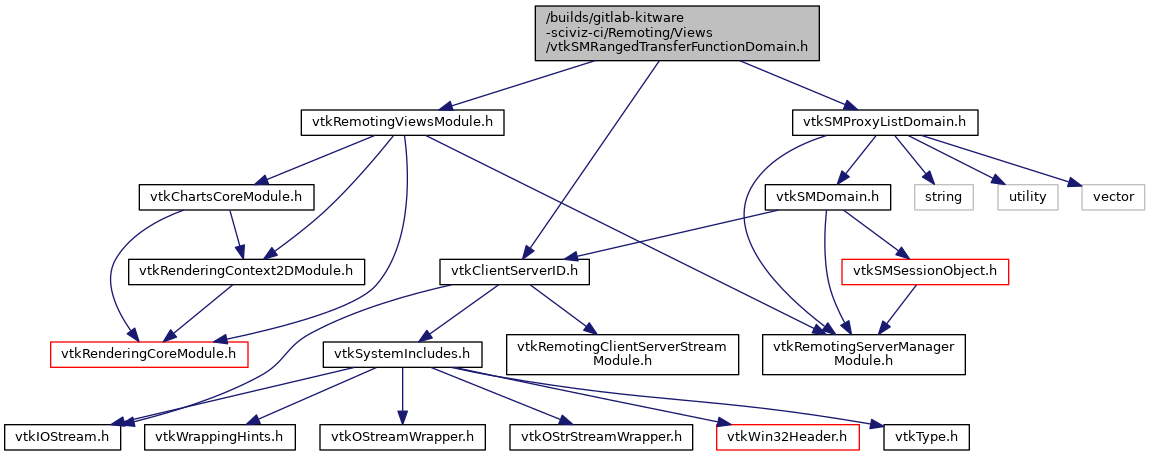 /builds/gitlab-kitware
-sciviz-ci/Remoting/Views
/vtkSMRangedTransferFunctionDomain.h
vtkRemotingViewsModule.h
vtkSMProxyListDomain.h
vtkChartsCoreModule.h
vtkSMDomain.h
string
utility
vector
vtkRenderingContext2DModule.h
vtkClientServerID.h
vtkSMSessionObject.h
vtkRenderingCoreModule.h
vtkSystemIncludes.h
vtkRemotingClientServerStream
Module.h
vtkRemotingServerManager
Module.h
vtkIOStream.h
vtkWrappingHints.h
vtkOStreamWrapper.h
vtkOStrStreamWrapper.h
vtkWin32Header.h
vtkType.h